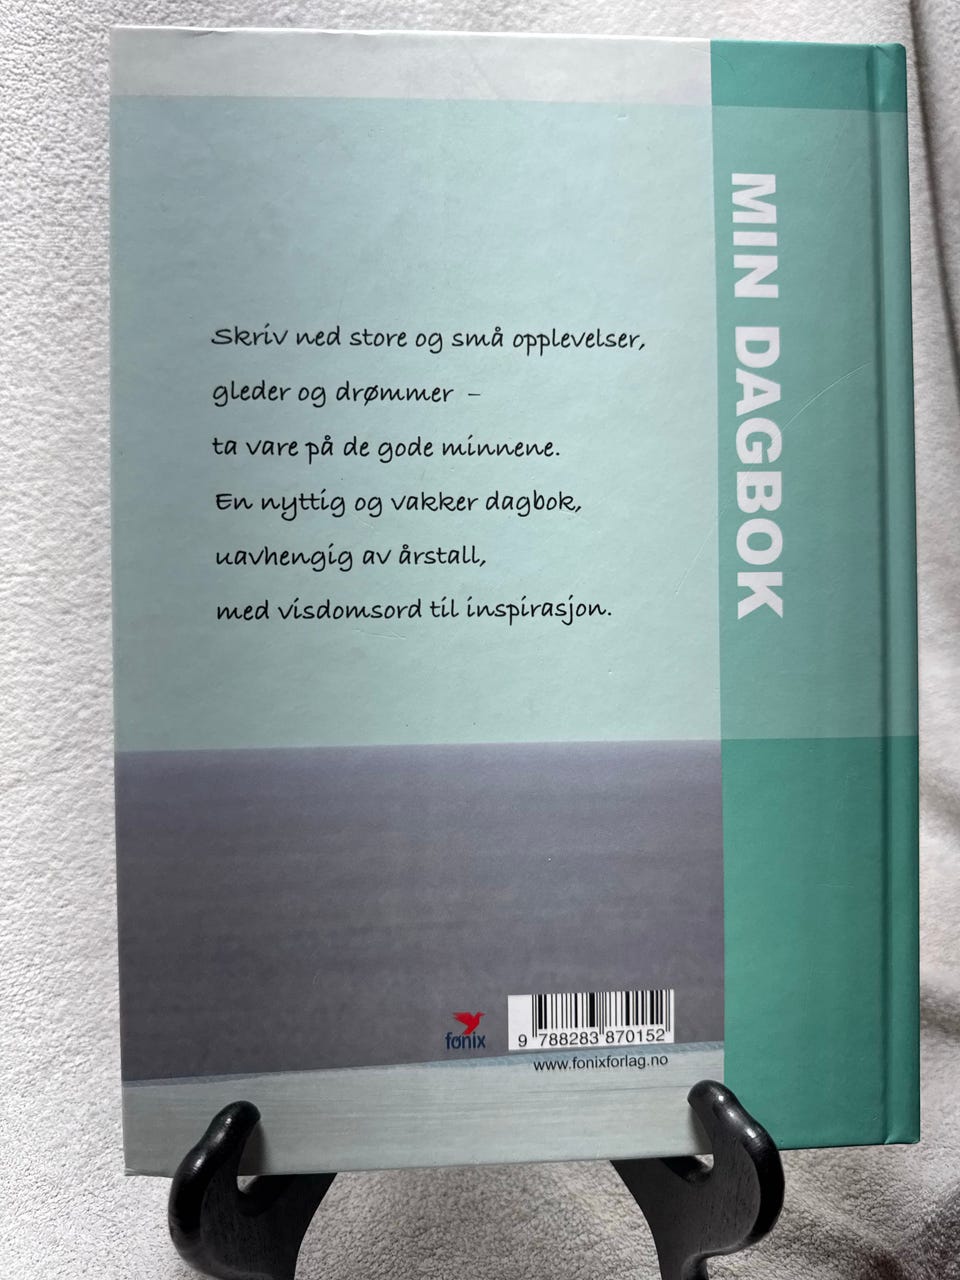 MIN DAGBOK
Skriv ned store og små opplevelser,
gleder og drømmer –
ta vare på de gode minnene.
En nyttig og vakker dagbok,
uavhengig av årstall,
med visdomsord til inspirasjon.
fønix
9 788283 870152
www.fonixforlag.no